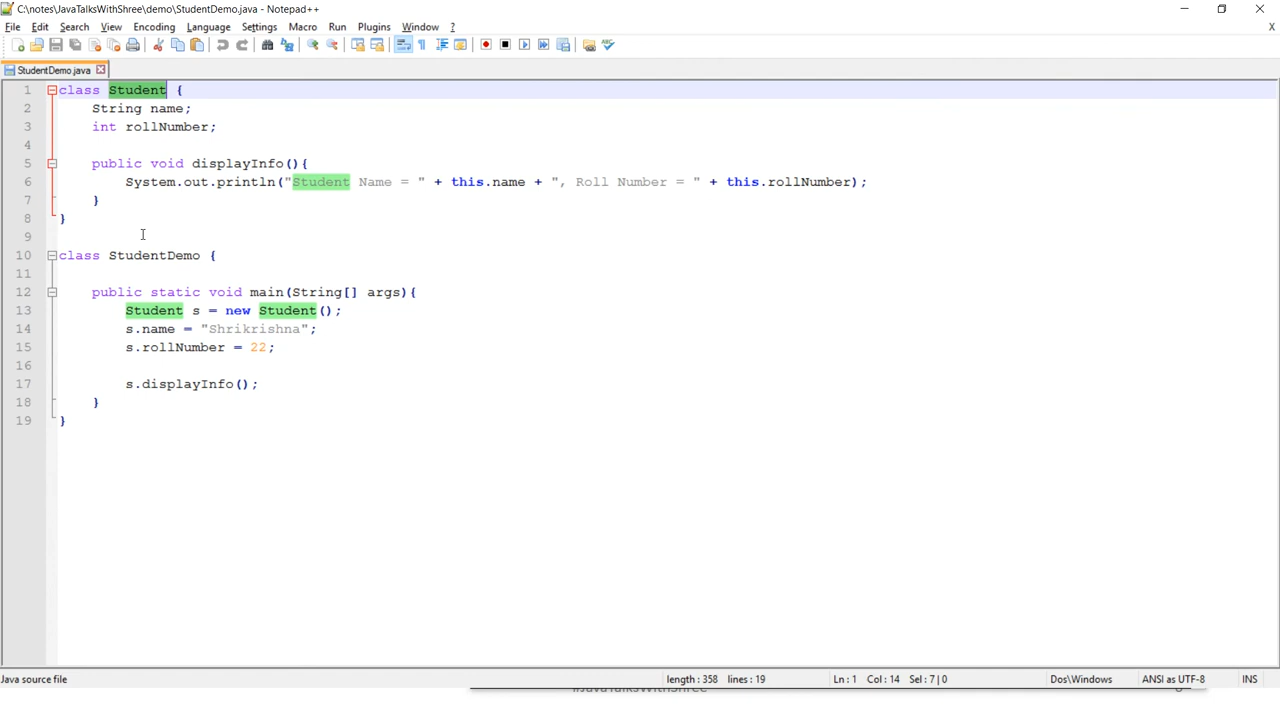 C:\notes\JavaTalksWithShree\demo\StudentDemo.java - Notepad++
File Edit Search View Encoding Language Settings Macro Run Plugins Window ?
X
StudentDemo.java
1 class Student {
2 String name;
3 int rollNumber;
4
5 public void displayInfo(){
6 System.out.println("Student Name = " + this.name + ", Roll Number = " + this.rollNumber);
7 }
8 }
9
10 class StudentDemo {
11
12 public static void main(String[] args){
13 Student s = new Student();
14 s.name = "Shrikrishna";
15 s.rollNumber = 22;
16
17 s.displayInfo();
18 }
19 }
Java source file length : 358 lines : 19 Ln : 1 Col : 14 Sel : 7 | 0 Dos\Windows ANSI as UTF-8 INS
#JavaTalksWithShree